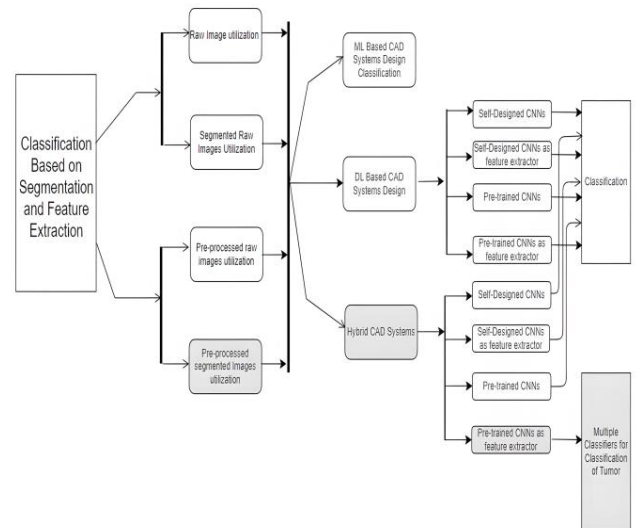 Classification
Based on
Segmentation
and Feature
Extraction
Raw Image utilization
Segmented Raw
Images Utilization
Pre-processed raw
images utilization
Pre-processed
segmented images
utilization
ML Based CAD
Systems Design
Classification
DL Based CAD
Systems Design
Hybrid CAD Systems
Self-Designed CNNs
Self-Designed CNNs as
feature extractor
Pre-trained CNNs
Pre-trained CNNs as
feature extractor
Self-Designed CNNs
Self-Designed CNNs
as feature extractor
Pre-trained CNNs
Pre-trained CNNs as
feature extractor
Classification
Multiple
Classifiers for
Classification
of Tumor